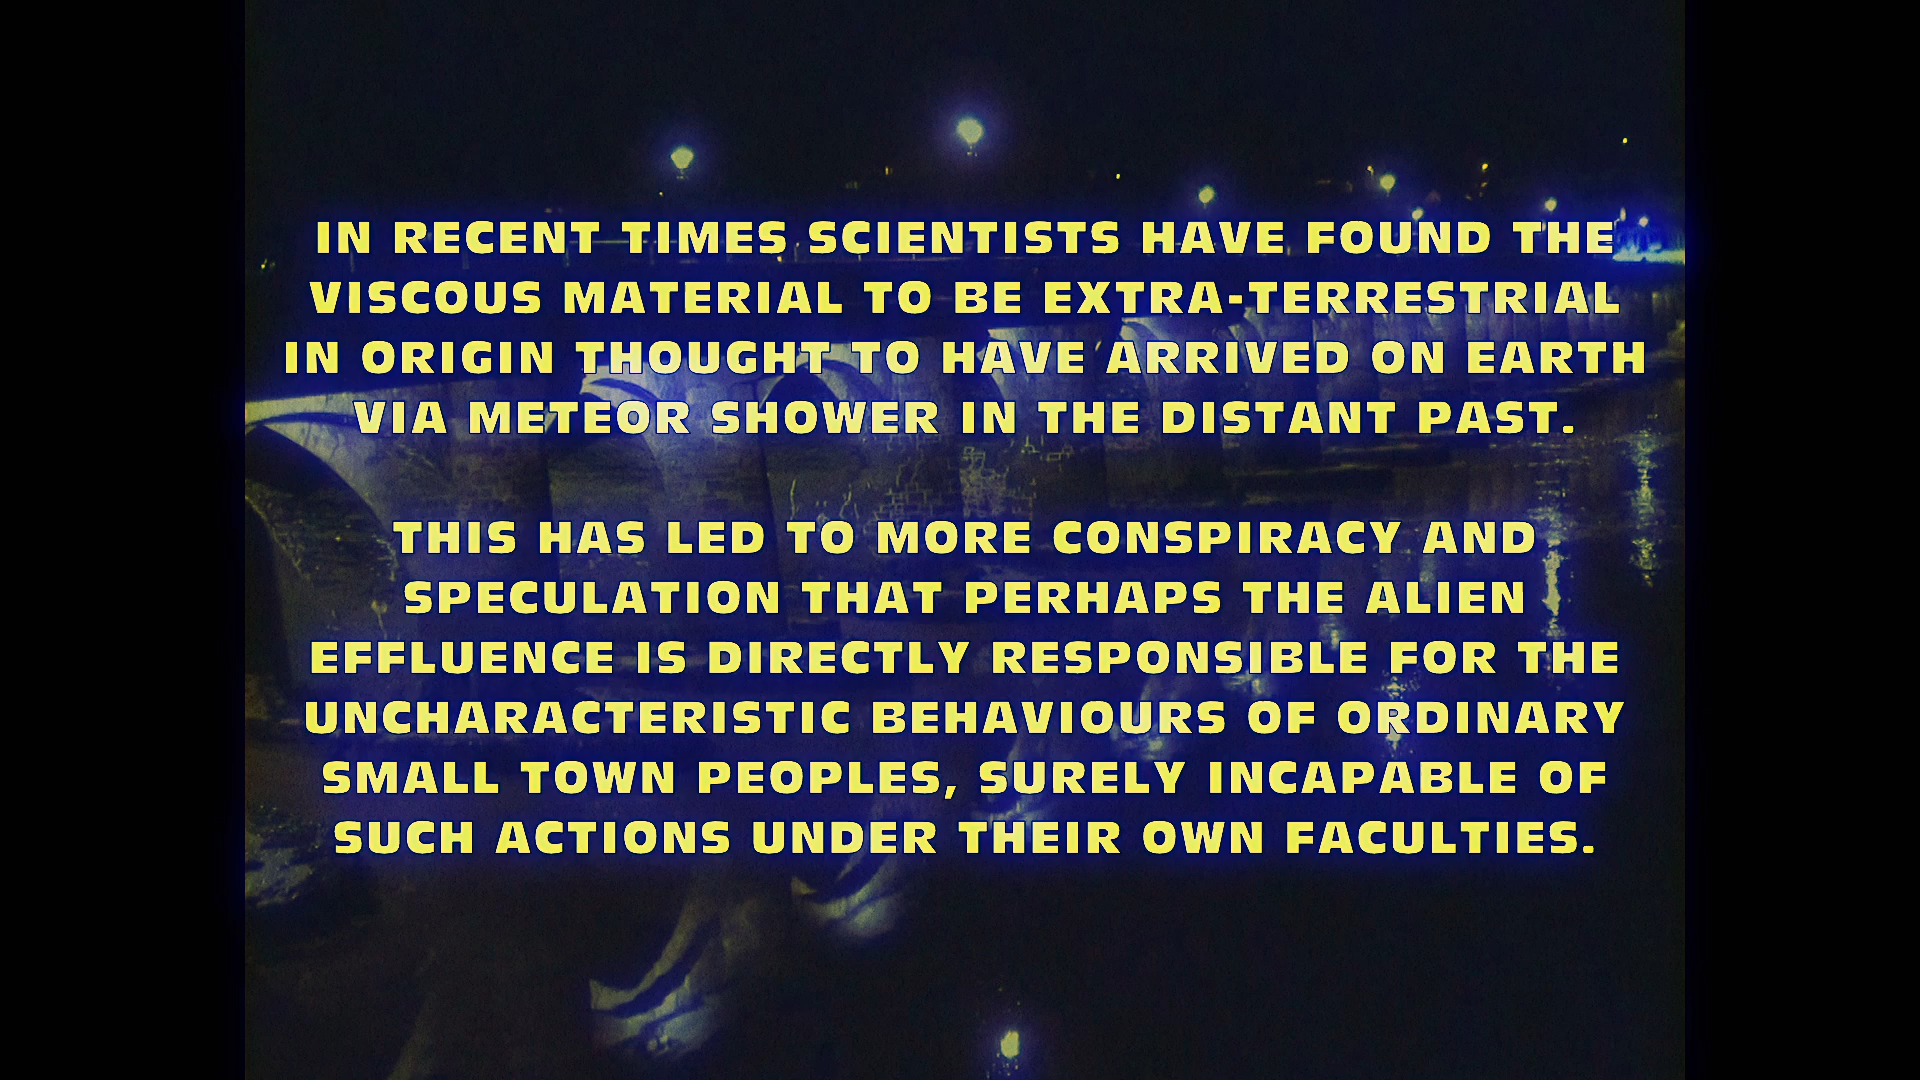 IN RECENT TIMES SCIENTISTS HAVE FOUND THE
VISCOUS MATERIAL TO BE EXTRA-TERRESTRIAL
IN ORIGIN THOUGHT TO HAVE ARRIVED ON EARTH
VIA METEOR SHOWER IN THE DISTANT PAST.
THIS HAS LED TO MORE CONSPIRACY AND
SPECULATION THAT PERHAPS THE ALIEN
EFFLUENCE IS DIRECTLY RESPONSIBLE FOR THE
UNCHARACTERISTIC BEHAVIOURS OF ORDINARY
SMALL TOWN PEOPLES, SURELY INCAPABLE OF
SUCH ACTIONS UNDER THEIR OWN FACULTIES.